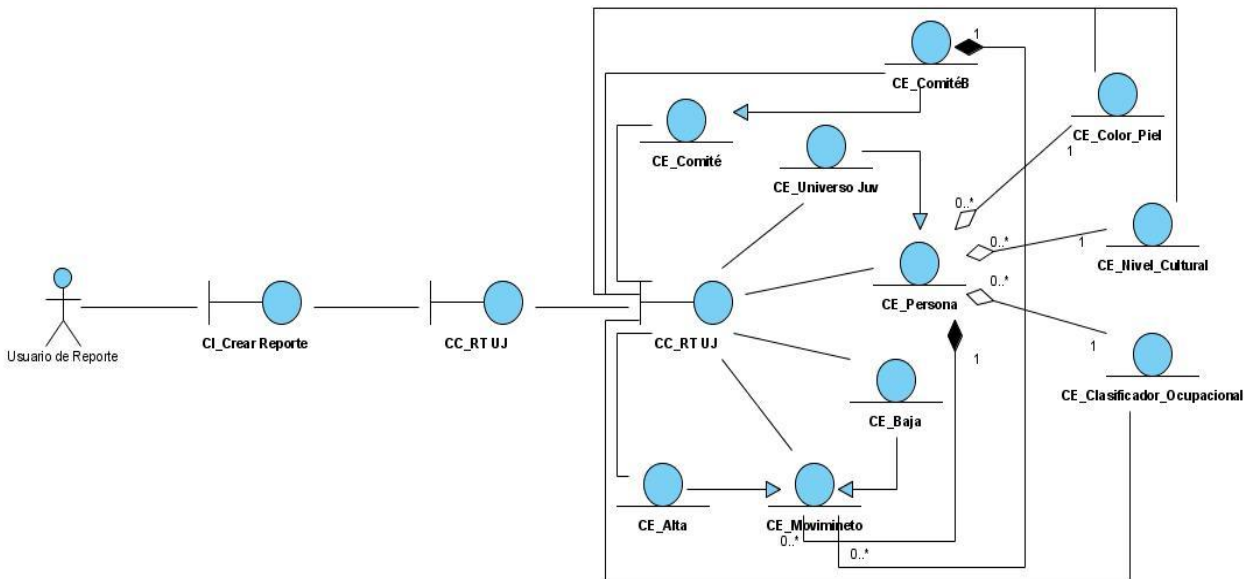 1
CE_ComitéB
CE_Comité
CE_Color_Piel
1
CE_Universo Juv
0..*
0..*
1
CE_Nivel_Cultural
0..*
CE_Persona
Usuario de Reporte
CI_Crear Reporte
CC_RT UJ
CC_RT UJ
1
1
CE_Clasificador_Ocupacional
CE_Baja
CE_Alta
CE_Movimineto
0..*
0..*